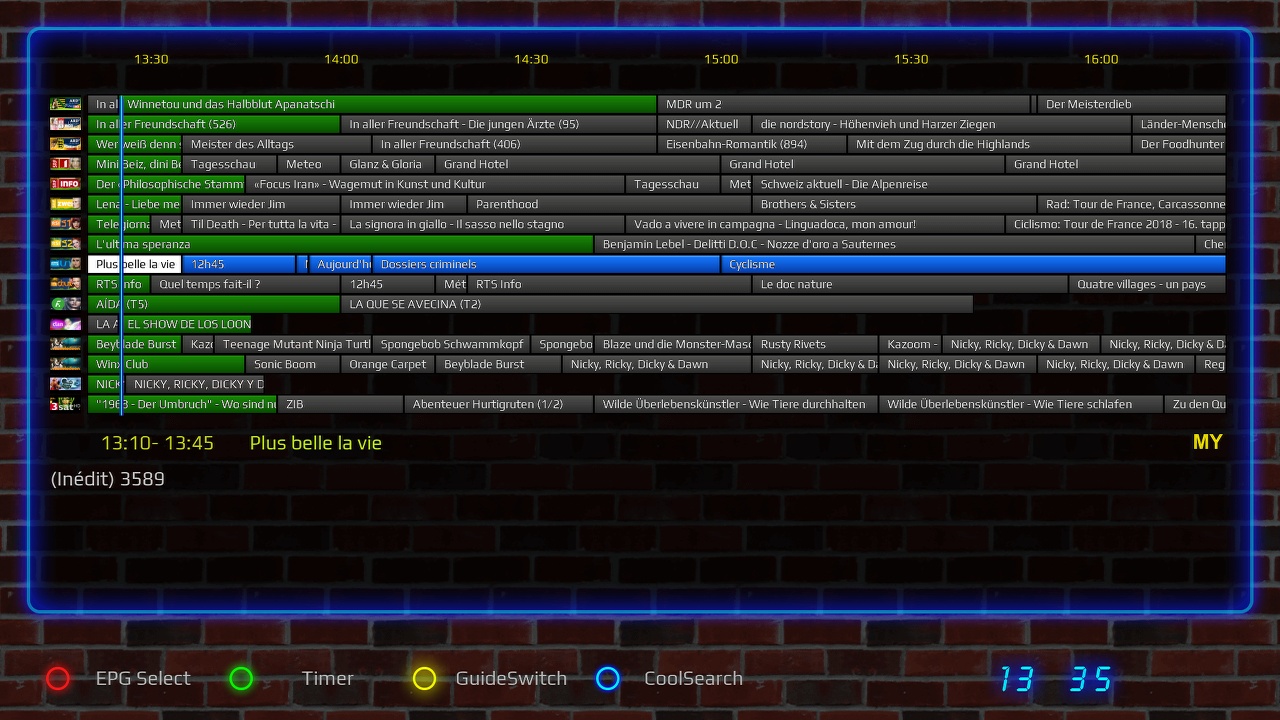 13:30 14:00 14:30 15:00 15:30 16:00
In al Winnetou und das Halbblut Apanatschi MDR um 2 Der Meisterdieb
In aller Freundschaft (526) In aller Freundschaft - Die jungen Ärzte (95) NDR//Aktuell die nordstory - Höhenvieh und Harzer Ziegen Länder-Mensche
Wer weiß denn s Meister des Alltags In aller Freundschaft (406) Eisenbahn-Romantik (894) Mit dem Zug durch die Highlands Der Foodhunter
Mini Beiz, dini Be Tagesschau Meteo Glanz & Gloria Grand Hotel Grand Hotel Grand Hotel
INFO Der Philosophische Stamm «Focus Iran» - Wagemut in Kunst und Kultur Tagesschau Met Schweiz aktuell - Die Alpenreise
Lena - Liebe me Immer wieder Jim Immer wieder Jim Parenthood Brothers & Sisters Rad: Tour de France, Carcassonne
Telegiorna Met Til Death - Per tutta la vita - La signora in giallo - Il sasso nello stagno Vado a vivere in campagna - Linguadoca, mon amour! Ciclismo: Tour de France 2018 - 16. tapp
L'ultima speranza Benjamin Lebel - Delitti D.O.C - Nozze d'oro a Sauternes Che
Plus belle la vie 12h45 Aujourd'h Dossiers criminels Cyclisme
RTS Info Quel temps fait-il ? 12h45 Mét RTS Info Le doc nature Quatre villages - un pays
AÍDA (T5) LA QUE SE AVECINA (T2)
LA A EL SHOW DE LOS LOON
Beyblade Burst Kazo Teenage Mutant Ninja Turtl Spongebob Schwammkopf Spongebo Blaze und die Monster-Masc Rusty Rivets Kazoom - Nicky, Ricky, Dicky & Dawn Nicky, Ricky, Dicky & D
Winx Club Sonic Boom Orange Carpet Beyblade Burst Nicky, Ricky, Dicky & Dawn Nicky, Ricky, Dicky & Da Nicky, Ricky, Dicky & Dawn Nicky, Ricky, Dicky & Dawn Reg
NICK NICKY, RICKY, DICKY Y D
3sat "1968 - Der Umbruch" - Wo sind ne ZIB Abenteuer Hurtigruten (1/2) Wilde Überlebenskünstler - Wie Tiere durchhalten Wilde Überlebenskünstler - Wie Tiere schlafen Zu den Qu
13:10- 13:45 Plus belle la vie MY
(Inédit) 3589
EPG Select Timer GuideSwitch CoolSearch 13 35